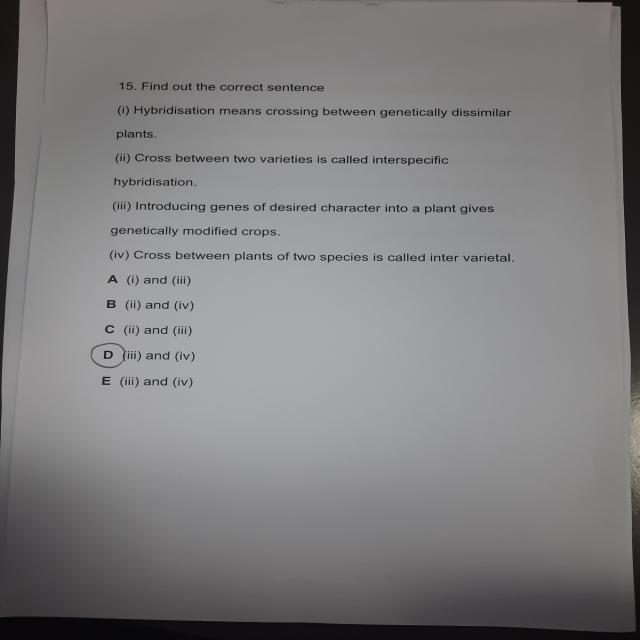 15. Find out the correct sentence
(i) Hybridisation means crossing between genetically dissimilar
plants.
(ii) Cross between two varieties is called interspecific
hybridisation.
(iii) Introducing genes of desired character into a plant gives
genetically modified crops.
(iv) Cross between plants of two species is called inter varietal.
A (i) and (iii)
B (ii) and (iv)
C (ii) and (iii)
D (iii) and (iv)
E (iii) and (iv)